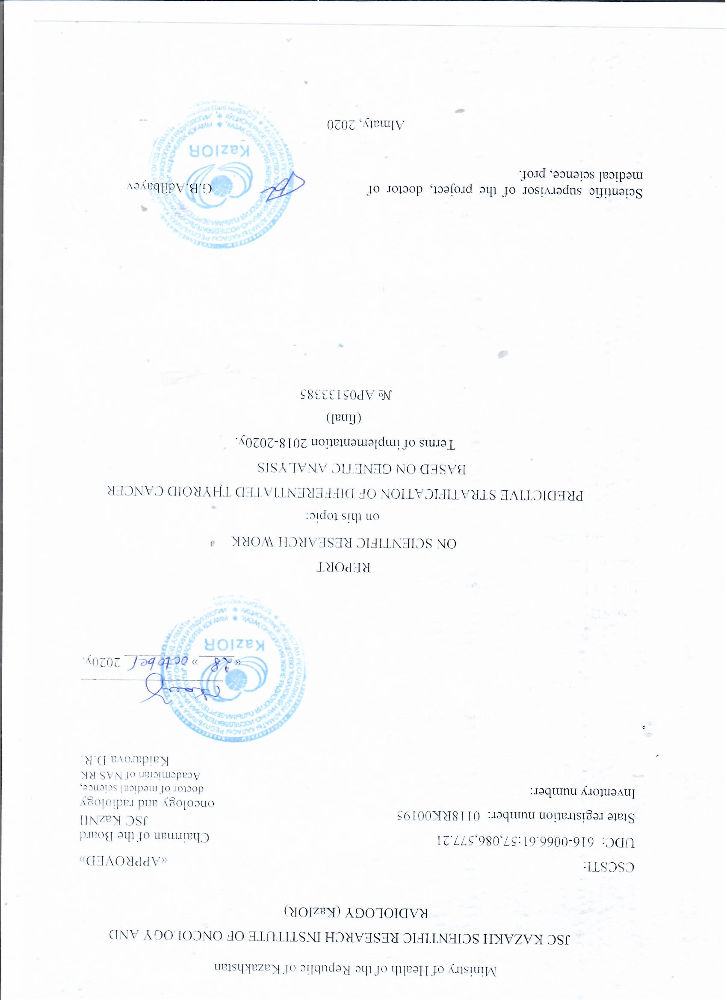 Ministry of Health of the Republic of Kazakhstan
JSC KAZAKH SCIENTIFIC RESEARCH INSTITUTE OF ONCOLOGY AND
RADIOLOGY (KazIOR)
CSCSTI:
UDC: 616-0066.61:57,086,577.21
State registration number: 0118RK00195
Inventory number:
«APPROVED»
Chairman of the Board
JSC KazNII
oncology and radiology
doctor of medical science,
Academician of NAS RK
Kaidarova D.R.
«28» october 2020y.
KazIOR
REPORT
ON SCIENTIFIC RESEARCH WORK
on this topic:
PREDICTIVE STRATIFICATION OF DIFFERENTIATED THYROID CANCER
BASED ON GENETIC ANALYSIS
Terms of implementation 2018-2020y.
(final)
№ AP05133385
Scientific supervisor of the project, doctor of
medical science, prof.
G.B.Adilbayev
KazIOR
Almaty, 2020